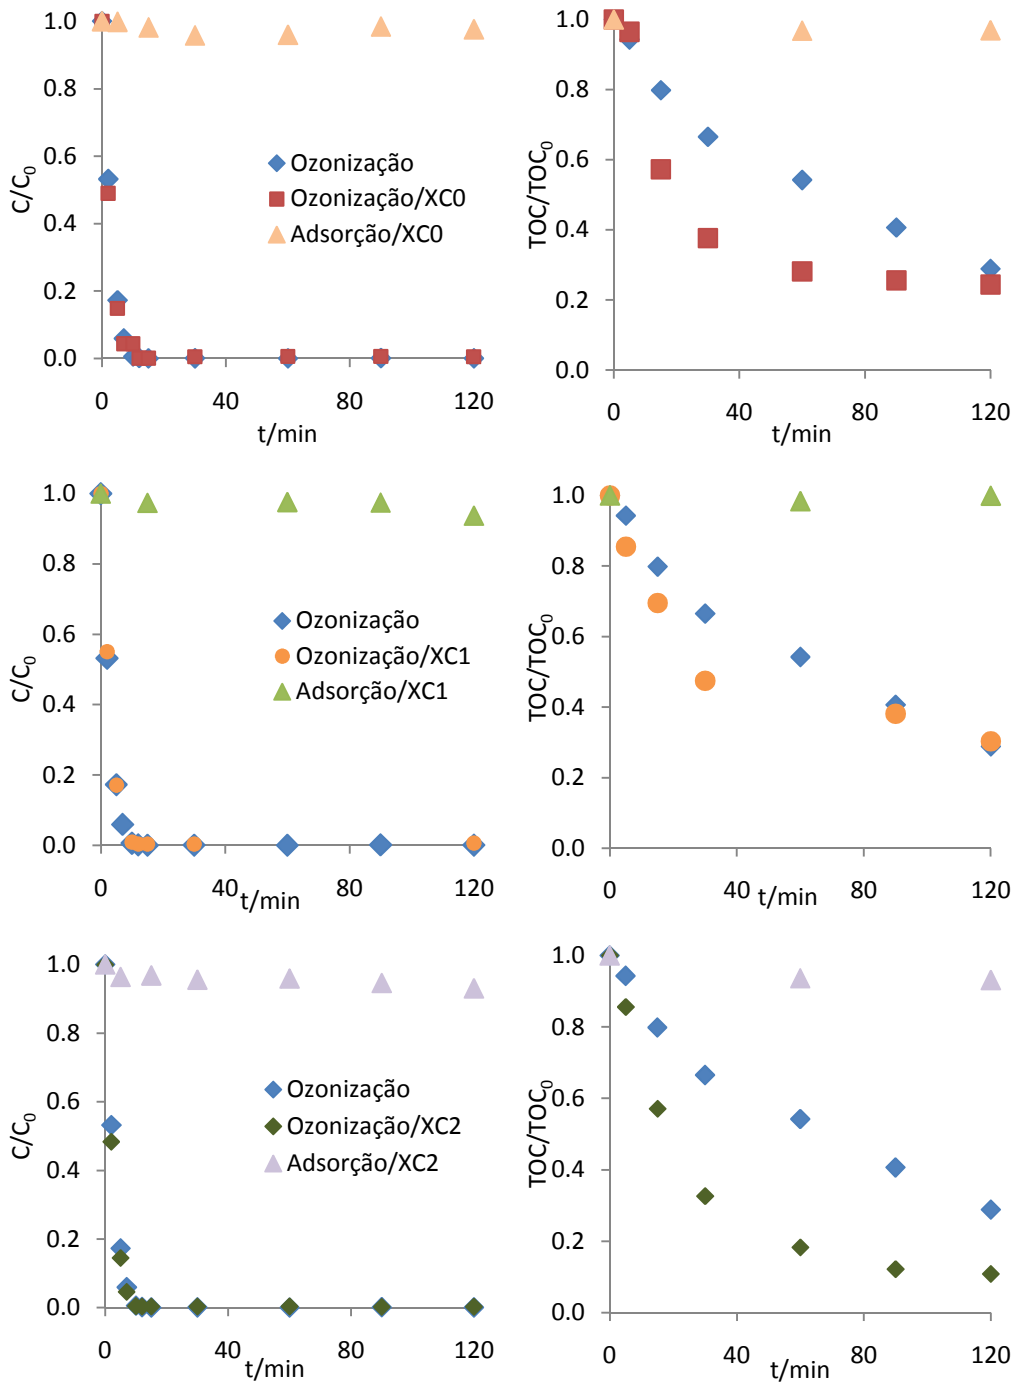 C/C₀
1.0
0.8
0.6
0.4
0.2
0.0
0 40 80 120
t/min
Ozonização
Ozonização/XC0
Adsorção/XC0
TOC/TOC₀
1.0
0.8
0.6
0.4
0.2
0.0
0 40 80 120
t/min
C/C₀
1.0
0.8
0.6
0.4
0.2
0.0
0 40 80 120
t/min
Ozonização
Ozonização/XC1
Adsorção/XC1
TOC/TOC₀
1.0
0.8
0.6
0.4
0.2
0.0
0 40 80 120
t/min
C/C₀
1.0
0.8
0.6
0.4
0.2
0.0
0 40 80 120
t/min
Ozonização
Ozonização/XC2
Adsorção/XC2
TOC/TOC₀
1.0
0.8
0.6
0.4
0.2
0.0
0 40 80 120
t/min